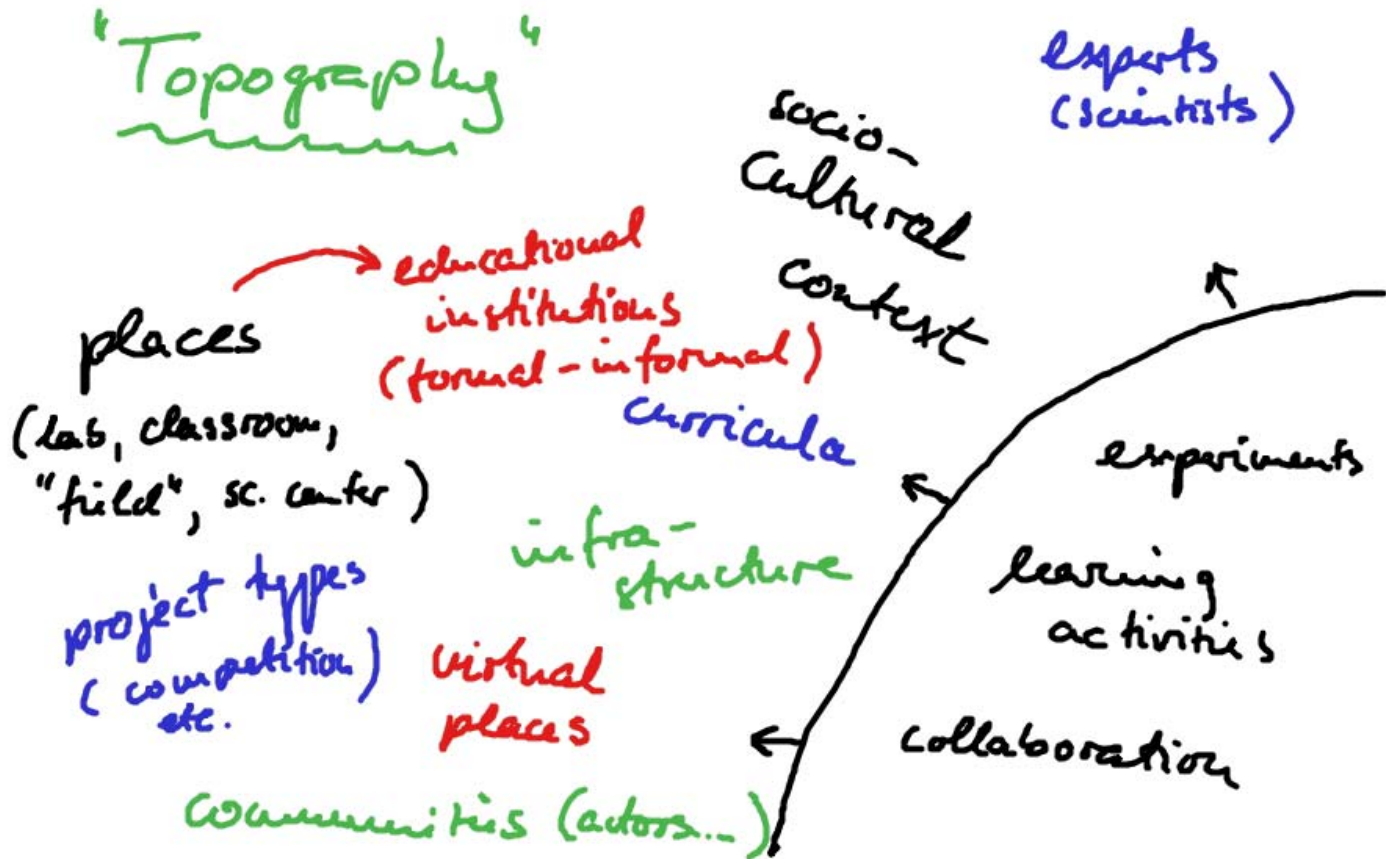 "Topography"
experts
(scientists)
socio-
cultural
context
educational
institutions
(formal - informal)
places
(lab, classroom,
"field", sc. center)
curricula
experiments
infra-
structure
learning
activities
project types
(competition)
etc.
virtual
places
collaboration
communities (actors...)